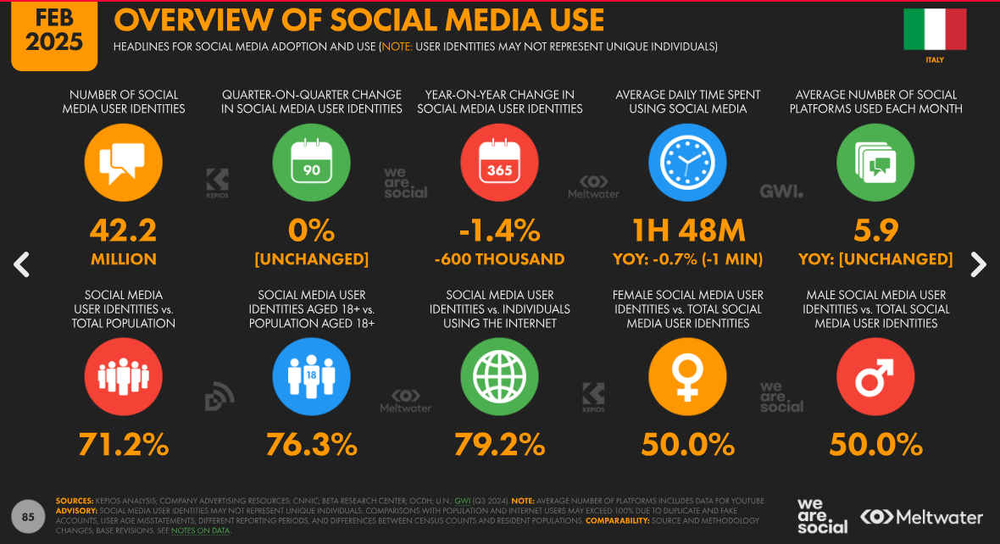 FEB
2025
OVERVIEW OF SOCIAL MEDIA USE
HEADLINES FOR SOCIAL MEDIA ADOPTION AND USE (NOTE: USER IDENTITIES MAY NOT REPRESENT UNIQUE INDIVIDUALS)
ITALY
NUMBER OF SOCIAL
MEDIA USER IDENTITIES
42.2
MILLION
QUARTER-ON-QUARTER CHANGE
IN SOCIAL MEDIA USER IDENTITIES
90
0%
[UNCHANGED]
YEAR-ON-YEAR CHANGE IN
SOCIAL MEDIA USER IDENTITIES
365
-1.4%
-600 THOUSAND
AVERAGE DAILY TIME SPENT
USING SOCIAL MEDIA
1H 48M
YOY: -0.7% (-1 MIN)
AVERAGE NUMBER OF SOCIAL
PLATFORMS USED EACH MONTH
5.9
YOY: [UNCHANGED]
KEPIOS
we
are
social
Meltwater
GWI.
SOCIAL MEDIA
USER IDENTITIES vs.
TOTAL POPULATION
71.2%
SOCIAL MEDIA USER
IDENTITIES AGED 18+ vs.
POPULATION AGED 18+
18
76.3%
SOCIAL MEDIA USER
IDENTITIES vs. INDIVIDUALS
USING THE INTERNET
79.2%
FEMALE SOCIAL MEDIA USER
IDENTITIES vs. TOTAL SOCIAL
MEDIA USER IDENTITIES
50.0%
MALE SOCIAL MEDIA USER
IDENTITIES vs. TOTAL SOCIAL
MEDIA USER IDENTITIES
50.0%
Meltwater
KEPIOS
we
are
social
85
SOURCES: KEPIOS ANALYSIS; COMPANY ADVERTISING RESOURCES; CNNIC; BETA RESEARCH CENTER; OCDH; U.N.; GWI (Q3 2024). NOTE: AVERAGE NUMBER OF PLATFORMS INCLUDES DATA FOR YOUTUBE.
ADVISORY: SOCIAL MEDIA USER IDENTITIES MAY NOT REPRESENT UNIQUE INDIVIDUALS. COMPARISONS WITH POPULATION AND INTERNET USERS MAY EXCEED 100% DUE TO DUPLICATE AND FAKE
ACCOUNTS, USER AGE MISSTATEMENTS, DIFFERENT REPORTING PERIODS, AND DIFFERENCES BETWEEN CENSUS COUNTS AND RESIDENT POPULATIONS. COMPARABILITY: SOURCE AND METHODOLOGY
CHANGES; BASE REVISIONS. SEE NOTES ON DATA.
we
are
social
Meltwater